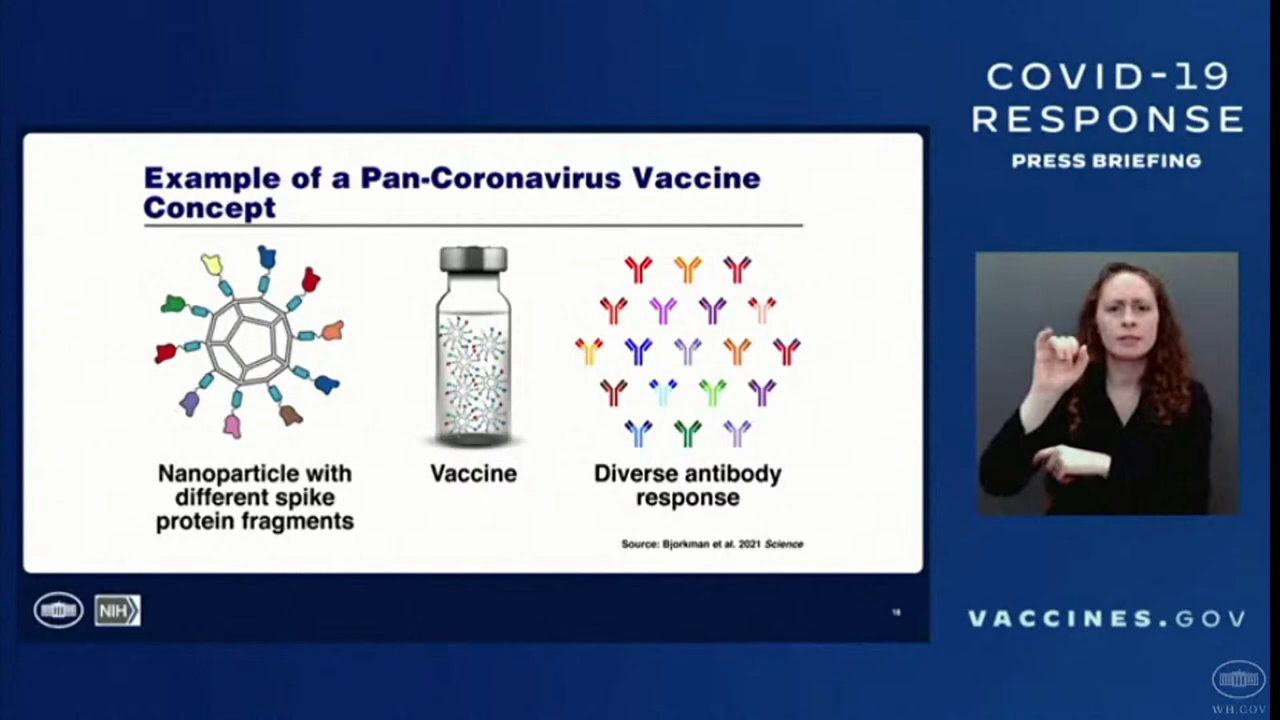 COVID-19
RESPONSE
PRESS BRIEFING
Example of a Pan-Coronavirus Vaccine
Concept
Nanoparticle with
different spike
protein fragments
Vaccine
Diverse antibody
response
Source: Bjorkman et al. 2021 Science
NIH
18
VACCINES.GOV
WH.GOV